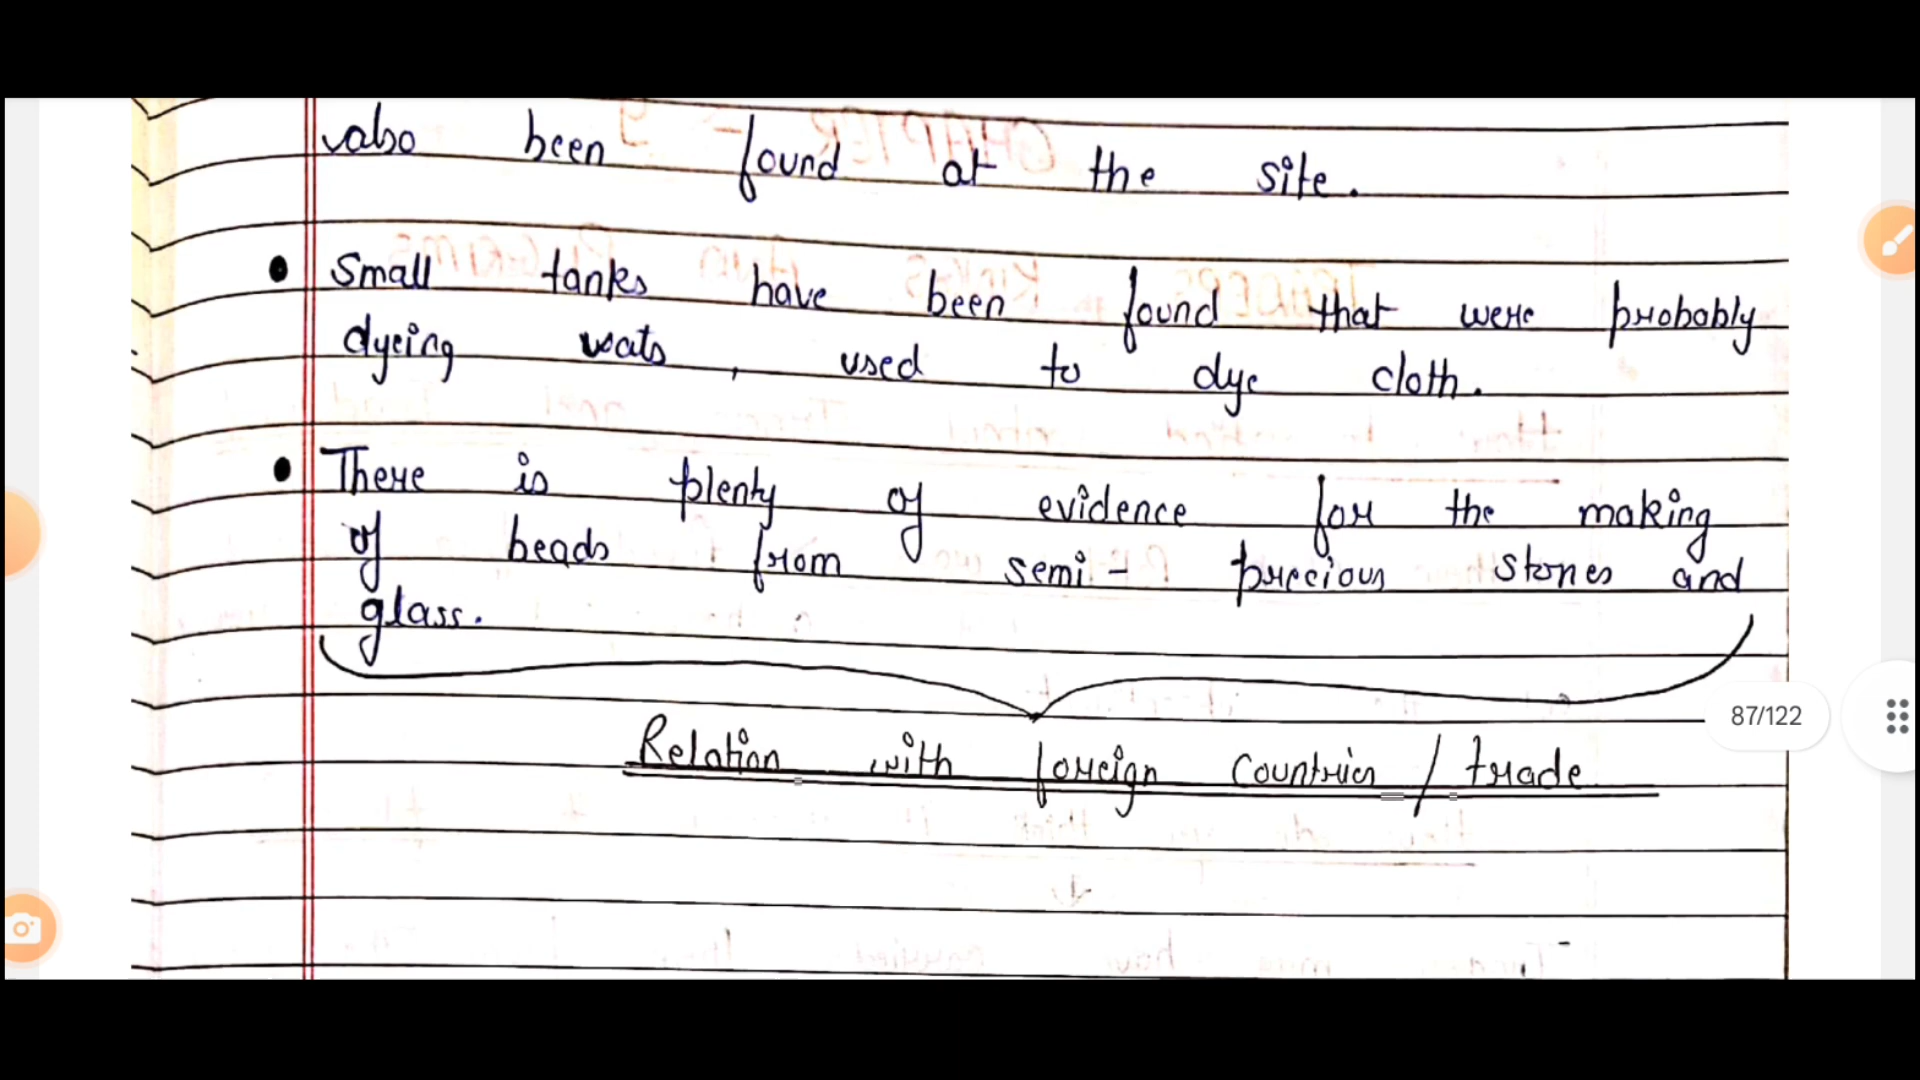 also been found at the site.
• Small tanks have been found that were probably
dyeing vats, used to dye cloth.
• There is plenty of evidence for the making
of beads from semi- precious stones and
glass.
Relation with foreign countries / trade
87/122